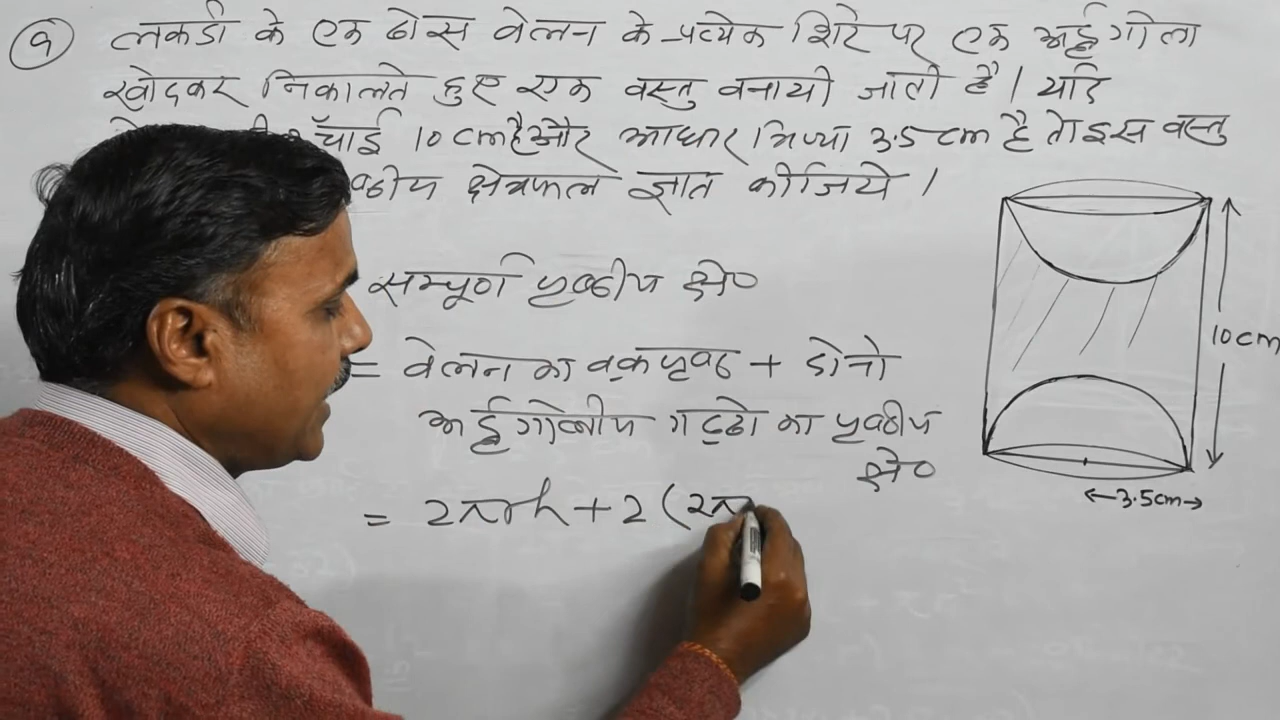 9 लकडी के एक ठोस बेलन के प्रत्येक शिरे पर एक अर्द्धगोला
खोदकर निकालते हुए एक वस्तु बनायी जाती है । यदि
ऊँचाई 10 cm है और आधार त्रिज्या 3.5 cm है तो इस वस्तु
क्षेत्रफल ज्ञात कीजिये ।
सम्पूर्ण पृष्ठीय क्षे०
= बेलन का वक्रपृष्ठ + दोनो
अर्द्धगोलीय गड्ढो का पृष्ठीय
क्षे०
= 2πrh + 2 (2π
10cm
3.5cm